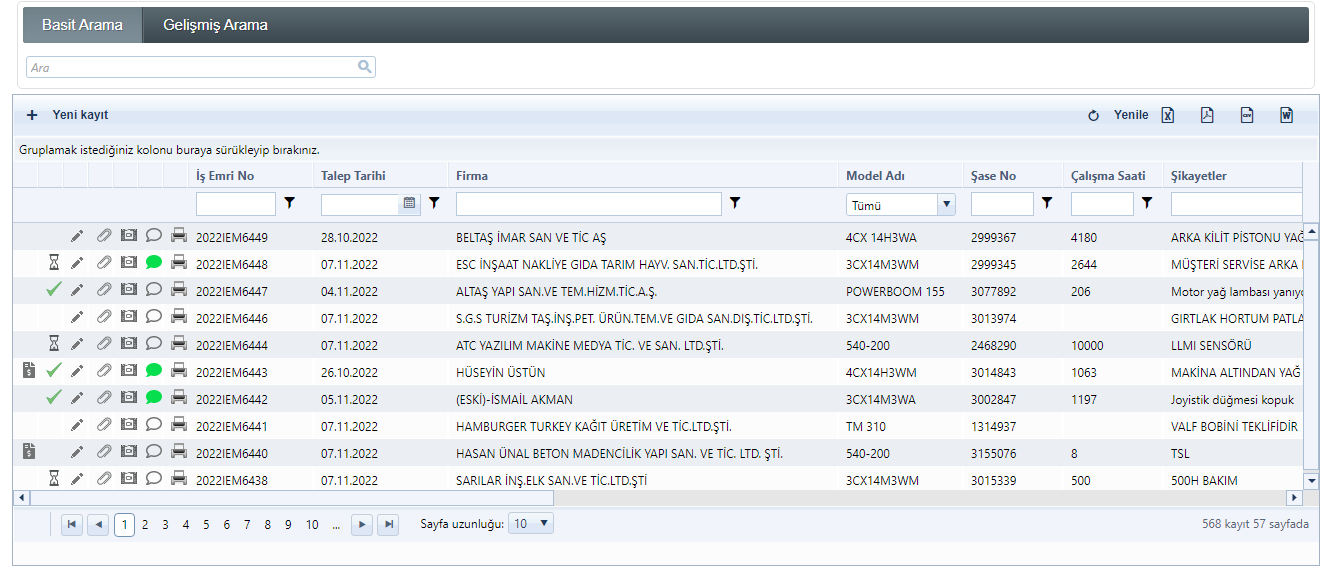 Basit Arama Gelişmiş Arama
Ara
Yeni kayıt Yenile
Gruplamak istediğiniz kolonu buraya sürükleyip bırakınız.
İş Emri No Talep Tarihi Firma Model Adı Şase No Çalışma Saati Şikayetler
Tümü
2022IEM6449 28.10.2022 BELTAŞ İMAR SAN VE TİC AŞ 4CX 14H3WA 2999367 4180 ARKA KİLİT PİSTONU YAĞ
2022IEM6448 07.11.2022 ESC İNŞAAT NAKLİYE GIDA TARIM HAYV. SAN.TİC.LTD.ŞTİ. 3CX14M3WM 2999345 2644 MÜŞTERİ SERVİSE ARKA
2022IEM6447 04.11.2022 ALTAŞ YAPI SAN.VE TEM.HİZM.TİC.A.Ş. POWERBOOM 155 3077892 206 Motor yağ lambası yanıyo
2022IEM6446 07.11.2022 S.G.S TURİZM TAŞ.İNŞ.PET. ÜRÜN.TEM.VE GIDA SAN.DIŞ.TİC.LTD.ŞTİ. 3CX14M3WM 3013974 GIRTLAK HORTUM PATLA
2022IEM6444 07.11.2022 ATC YAZILIM MAKİNE MEDYA TİC. VE SAN. LTD.ŞTİ. 540-200 2468290 10000 LLMI SENSÖRÜ
2022IEM6443 26.10.2022 HÜSEYİN ÜSTÜN 4CX14H3WM 3014843 1063 MAKİNA ALTINDAN YAĞ
2022IEM6442 05.11.2022 (ESKİ)-İSMAİL AKMAN 3CX14M3WA 3002847 1197 Joyistik düğmesi kopuk
2022IEM6441 07.11.2022 HAMBURGER TURKEY KAĞIT ÜRETİM VE TİC.LTD.ŞTİ. TM 310 1314937 VALF BOBİNİ TEKLİFİDİR
2022IEM6440 07.11.2022 HASAN ÜNAL BETON MADENCİLİK YAPI SAN. VE TİC. LTD. ŞTİ. 540-200 3155076 8 TSL
2022IEM6438 07.11.2022 SARILAR İNŞ.ELK SAN.VE TİC.LTD.ŞTİ 3CX14M3WM 3015339 500 500H BAKIM
1 2 3 4 5 6 7 8 9 10 ... Sayfa uzunluğu: 10 568 kayıt 57 sayfada